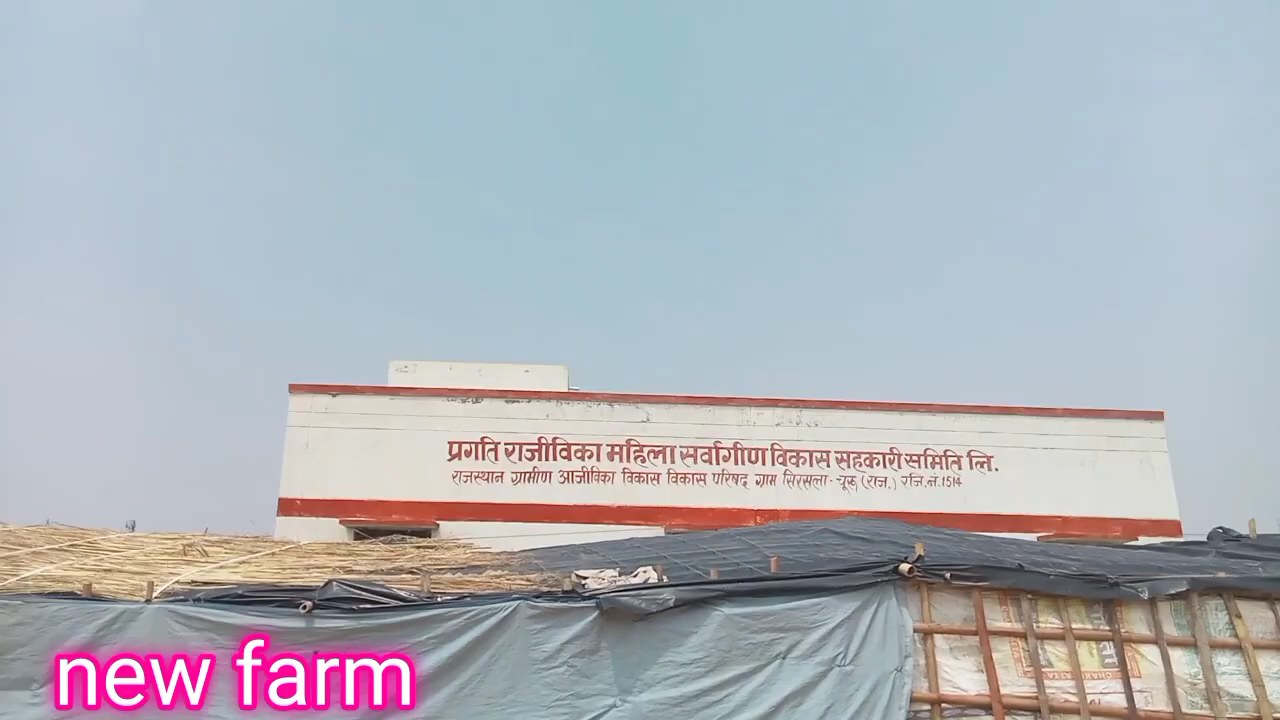 प्रगति राजीविका महिला सर्वागीण विकास सहकारी समिति लि.
राजस्थान ग्रामीण आजीविका विकास विकास परिषद ग्राम सिरसला-चूरू (राज.) रजि.नं.1514
new farm